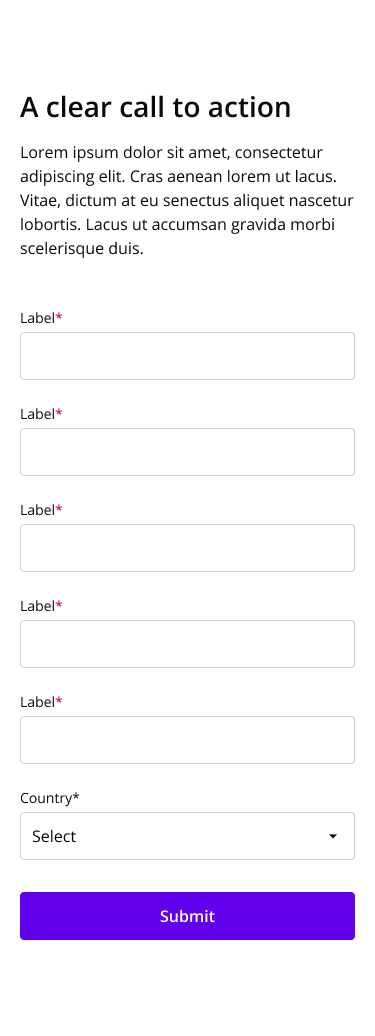 A clear call to action
Lorem ipsum dolor sit amet, consectetur
adipiscing elit. Cras aenean lorem ut lacus.
Vitae, dictum at eu senectus aliquet nascetur
lobortis. Lacus ut accumsan gravida morbi
scelerisque duis.
Label*
Label*
Label*
Label*
Label*
Country*
Select
Submit